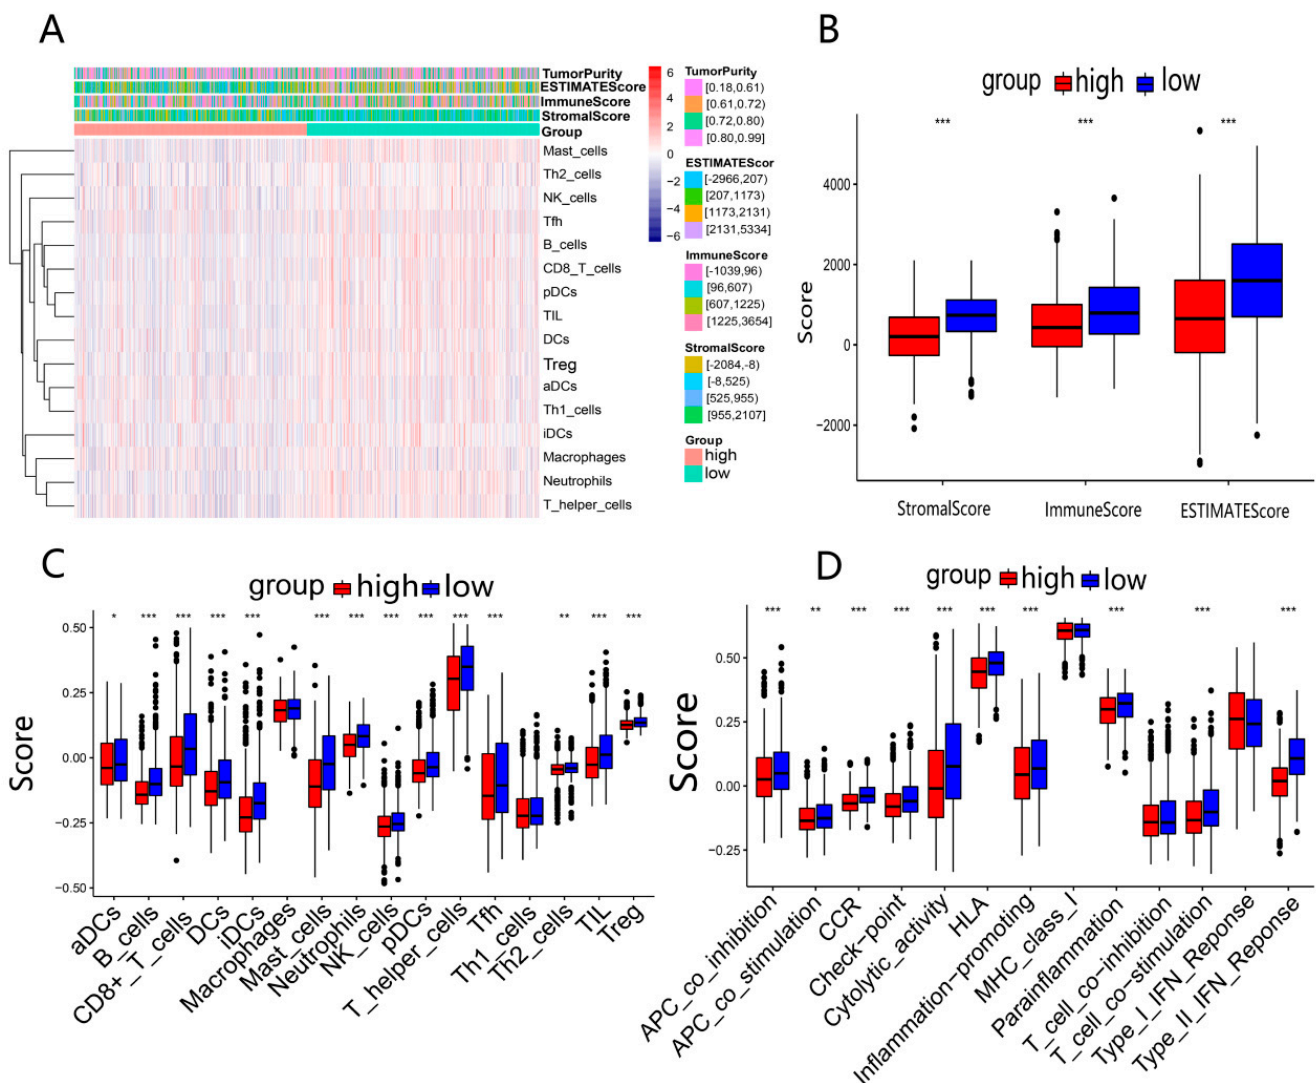 A
TumorPurity
ESTIMATEScore
ImmuneScore
StromalScore
Group
Mast_cells
Th2_cells
NK_cells
Tfh
B_cells
CD8_T_cells
pDCs
TIL
DCs
Treg
aDCs
Th1_cells
iDCs
Macrophages
Neutrophils
T_helper_cells
6
4
2
0
−2
−4
−6
TumorPurity
[0.18,0.61)
[0.61,0.72)
[0.72,0.80)
[0.80,0.99]
ESTIMATEScor
[-2966,207)
[207,1173)
[1173,2131)
[2131,5334]
ImmuneScore
[-1039,96)
[96,607)
[607,1225)
[1225,3654]
StromalScore
[-2084,-8)
[-8,525)
[525,955)
[955,2107]
Group
high
low
B
group high low
*** *** ***
Score
4000
2000
0
−2000
StromalScore ImmuneScore ESTIMATEScore
C
group high low
* *** *** *** *** *** *** *** *** *** *** ** *** ***
Score
0.50
0.25
0.00
−0.25
−0.50
aDCs
B_cells
CD8+_T_cells
DCs
iDCs
Macrophages
Mast_cells
Neutrophils
NK_cells
pDCs
T_helper_cells
Tfh
Th1_cells
Th2_cells
TIL
Treg
D
group high low
*** ** *** *** *** *** *** *** *** ***
Score
0.50
0.25
0.00
−0.25
APC_co_inhibition
APC_co_stimulation
CCR
Check-point
Cytolytic_activity
HLA
Inflammation-promoting
MHC_class_I
Parainflammation
T_cell_co-inhibition
T_cell_co-stimulation
Type_I_IFN_Reponse
Type_II_IFN_Reponse